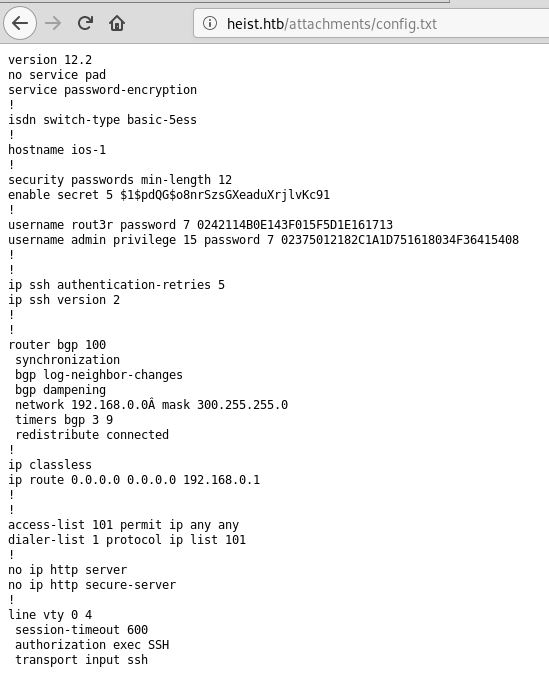 heist.htb/attachments/config.txt
version 12.2
no service pad
service password-encryption
!
isdn switch-type basic-5ess
!
hostname ios-1
!
security passwords min-length 12
enable secret 5 $1$pdQG$o8nrSzsGXeaduXrjlvKc91
!
username rout3r password 7 0242114B0E143F015F5D1E161713
username admin privilege 15 password 7 02375012182C1A1D751618034F36415408
!
!
ip ssh authentication-retries 5
ip ssh version 2
!
!
router bgp 100
 synchronization
 bgp log-neighbor-changes
 bgp dampening
 network 192.168.0.0Â mask 300.255.255.0
 timers bgp 3 9
 redistribute connected
!
ip classless
ip route 0.0.0.0 0.0.0.0 192.168.0.1
!
!
access-list 101 permit ip any any
dialer-list 1 protocol ip list 101
!
no ip http server
no ip http secure-server
!
line vty 0 4
 session-timeout 600
 authorization exec SSH
 transport input ssh